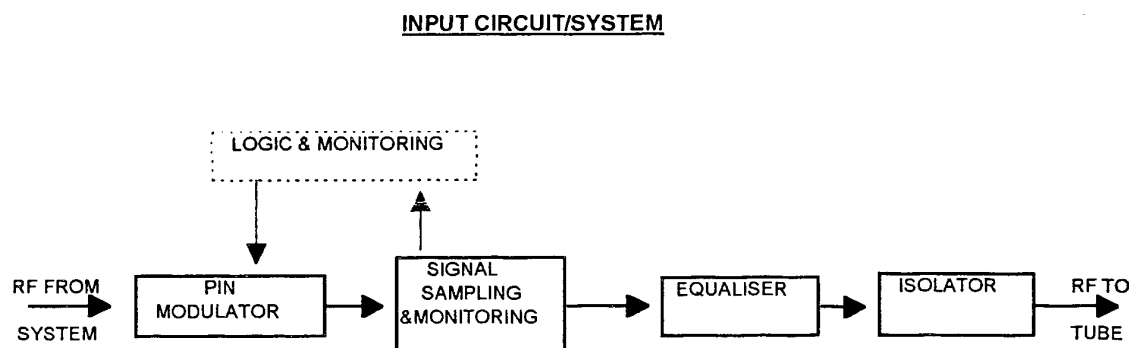 INPUT CIRCUIT/SYSTEM
LOGIC & MONITORING
RF FROM
SYSTEM
PIN
MODULATOR
SIGNAL
SAMPLING
&MONITORING
EQUALISER
ISOLATOR
RF TO
TUBE